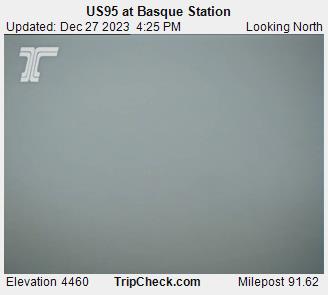 US95 at Basque Station
Updated: Dec 27 2023 4:25 PM Looking North
Elevation 4460 TripCheck.com Milepost 91.62